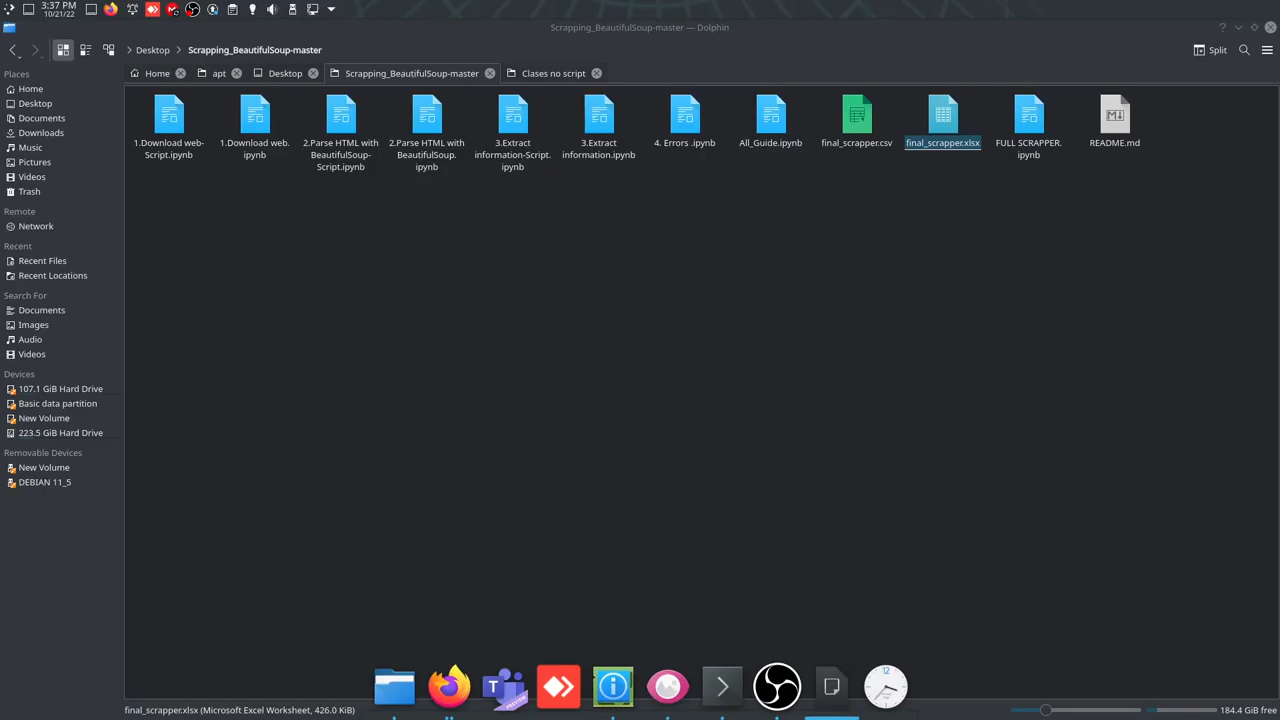 3:37 PM
10/21/22
Scrapping_BeautifulSoup-master — Dolphin
Desktop
Scrapping_BeautifulSoup-master
Split
Places
Home
Desktop
Documents
Downloads
Music
Pictures
Videos
Trash
Remote
Network
Recent
Recent Files
Recent Locations
Search For
Documents
Images
Audio
Videos
Devices
107.1 GiB Hard Drive
Basic data partition
New Volume
223.5 GiB Hard Drive
Removable Devices
New Volume
DEBIAN 11_5
Home
apt
Desktop
Scrapping_BeautifulSoup-master
Clases no script
1.Download web-
Script.ipynb
1.Download web.
ipynb
2.Parse HTML with
BeautifulSoup-
Script.ipynb
2.Parse HTML with
BeautifulSoup.
ipynb
3.Extract
information-Script.
ipynb
3.Extract
information.ipynb
4. Errors .ipynb
All_Guide.ipynb
final_scrapper.csv
final_scrapper.xlsx
FULL SCRAPPER.
ipynb
README.md
T
PREVIEW
12
final_scrapper.xlsx (Microsoft Excel Worksheet, 426.0 KiB)
184.4 GiB free